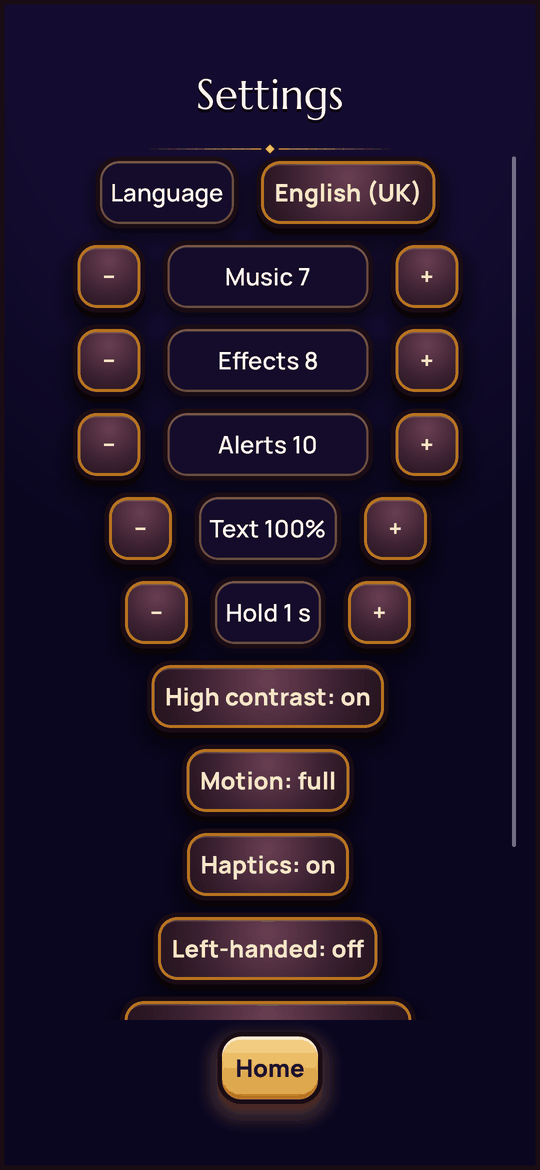 Settings
Language English (UK)
− Music 7 +
− Effects 8 +
− Alerts 10 +
− Text 100% +
− Hold 1 s +
High contrast: on
Motion: full
Haptics: on
Left-handed: off
Home